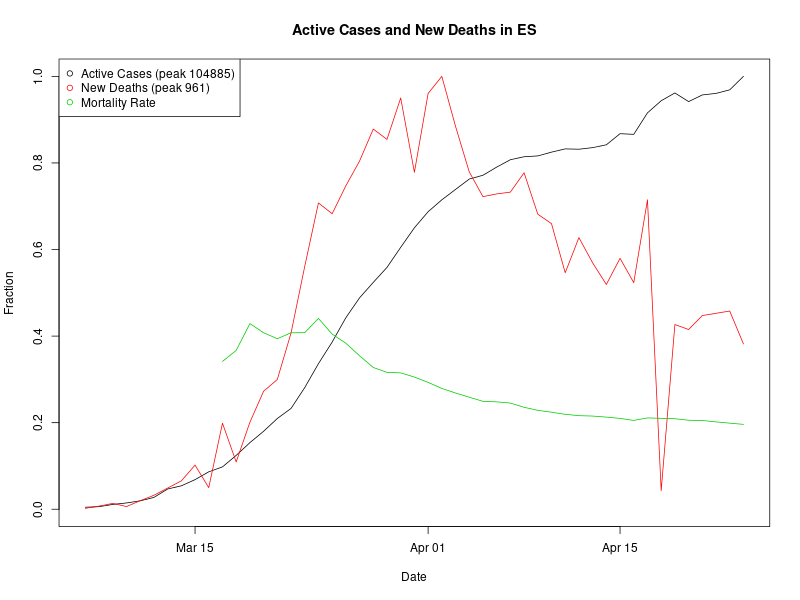 Active Cases and New Deaths in ES
Active Cases (peak 104885)
New Deaths (peak 961)
Mortality Rate
1.0
0.8
0.6
0.4
0.2
0.0
Fraction
Mar 15
Apr 01
Apr 15
Date